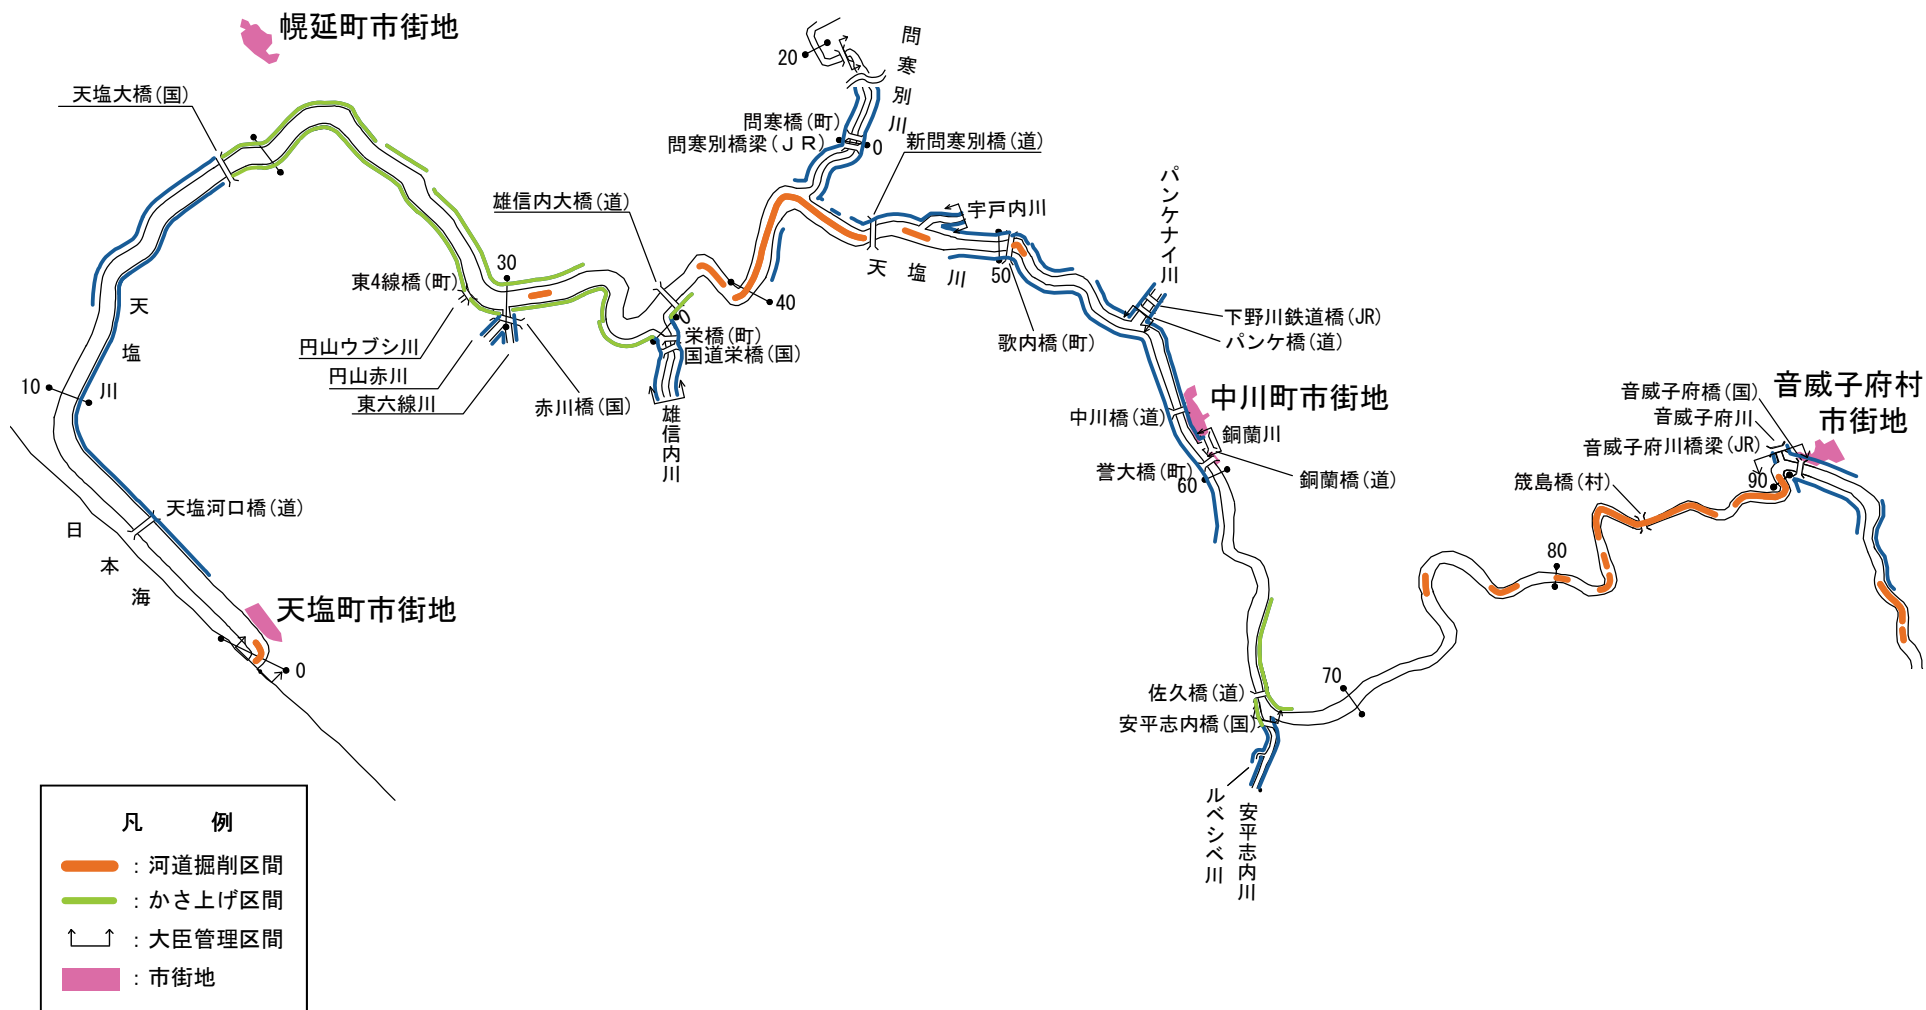 幌延町市街地
天塩大橋(国)
20
問寒別川
問寒橋(町)
問寒別橋梁(JR)
0
新問寒別橋(道)
パンケナイ川
雄信内大橋(道)
宇戸内川
天塩川
50
30
東4線橋(町)
40
下野川鉄道橋(JR)
パンケ橋(道)
歌内橋(町)
0
栄橋(町)
国道栄橋(国)
円山ウブシ川
円山赤川
東六線川
赤川橋(国)
雄信内川
天塩川
10
中川町市街地
中川橋(道)
銅蘭川
誉大橋(町)
60
銅蘭橋(道)
音威子府村
市街地
音威子府橋(国)
音威子府川
音威子府川橋梁(JR)
90
筬島橋(村)
80
天塩河口橋(道)
日本海
天塩町市街地
0
70
佐久橋(道)
安平志内橋(国)
ルベシベ川
安平志内川
凡例
:河道掘削区間
:かさ上げ区間
:大臣管理区間
:市街地